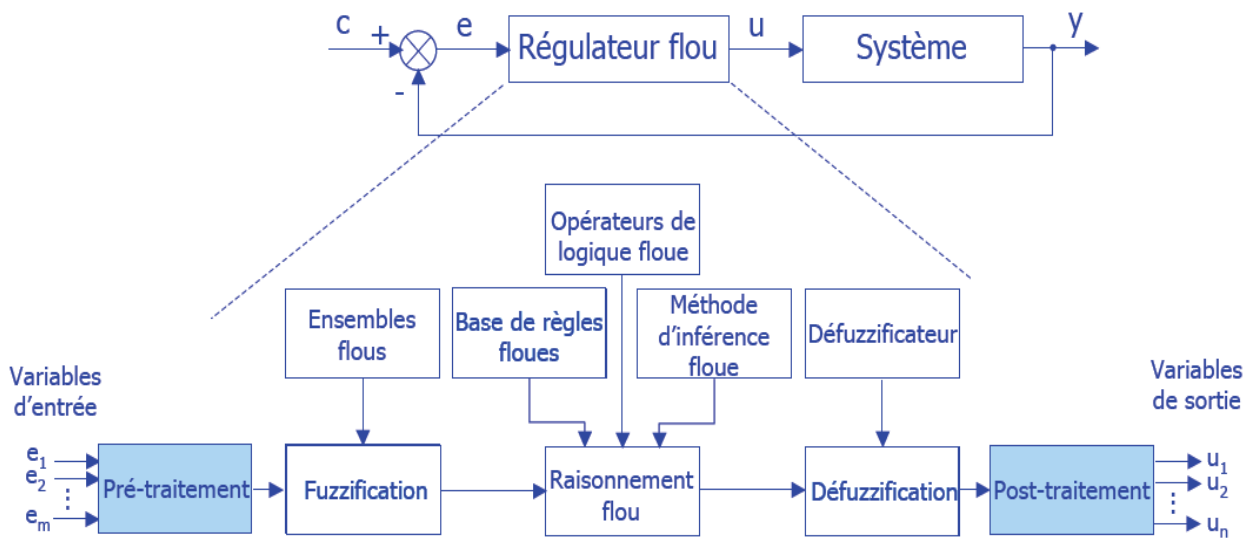 c
+
e
Régulateur flou
u
Système
y
-
Opérateurs de
logique floue
Ensembles
flous
Base de règles
floues
Méthode
d'inférence
floue
Défuzzificateur
Variables
d'entrée
Variables
de sortie
e1
e2
⋮
em
Pré-traitement
Fuzzification
Raisonnement
flou
Défuzzification
Post-traitement
u1
u2
⋮
un